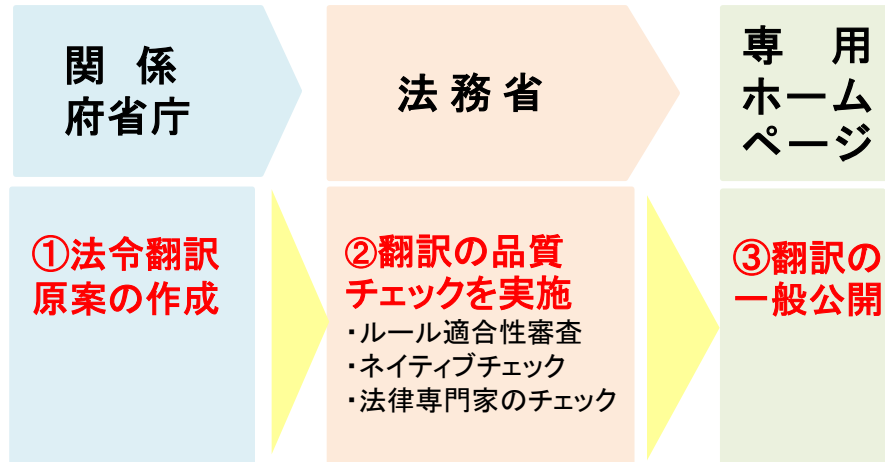 関 係
府省庁
法務省
専 用
ホーム
ページ
①法令翻訳
原案の作成
②翻訳の品質
チェックを実施
・ルール適合性審査
・ネイティブチェック
・法律専門家のチェック
③翻訳の
一般公開